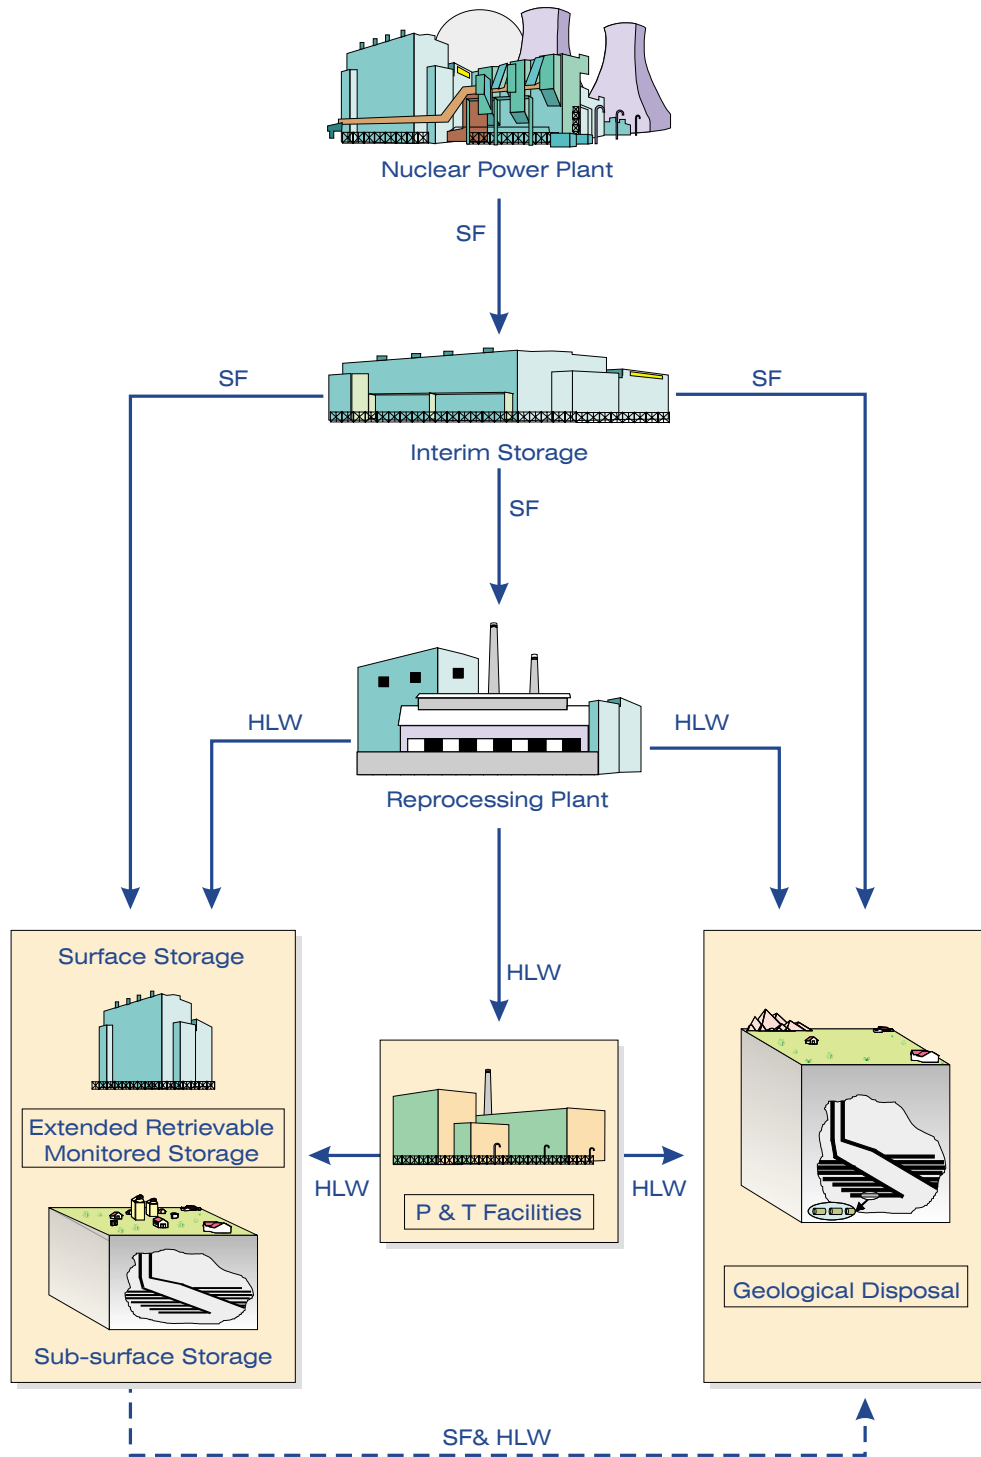 Nuclear Power Plant
SF
SF
SF
Interim Storage
SF
HLW
HLW
Reprocessing Plant
HLW
Surface Storage
Extended Retrievable
Monitored Storage
Sub-surface Storage
HLW
P & T Facilities
HLW
Geological Disposal
SF& HLW